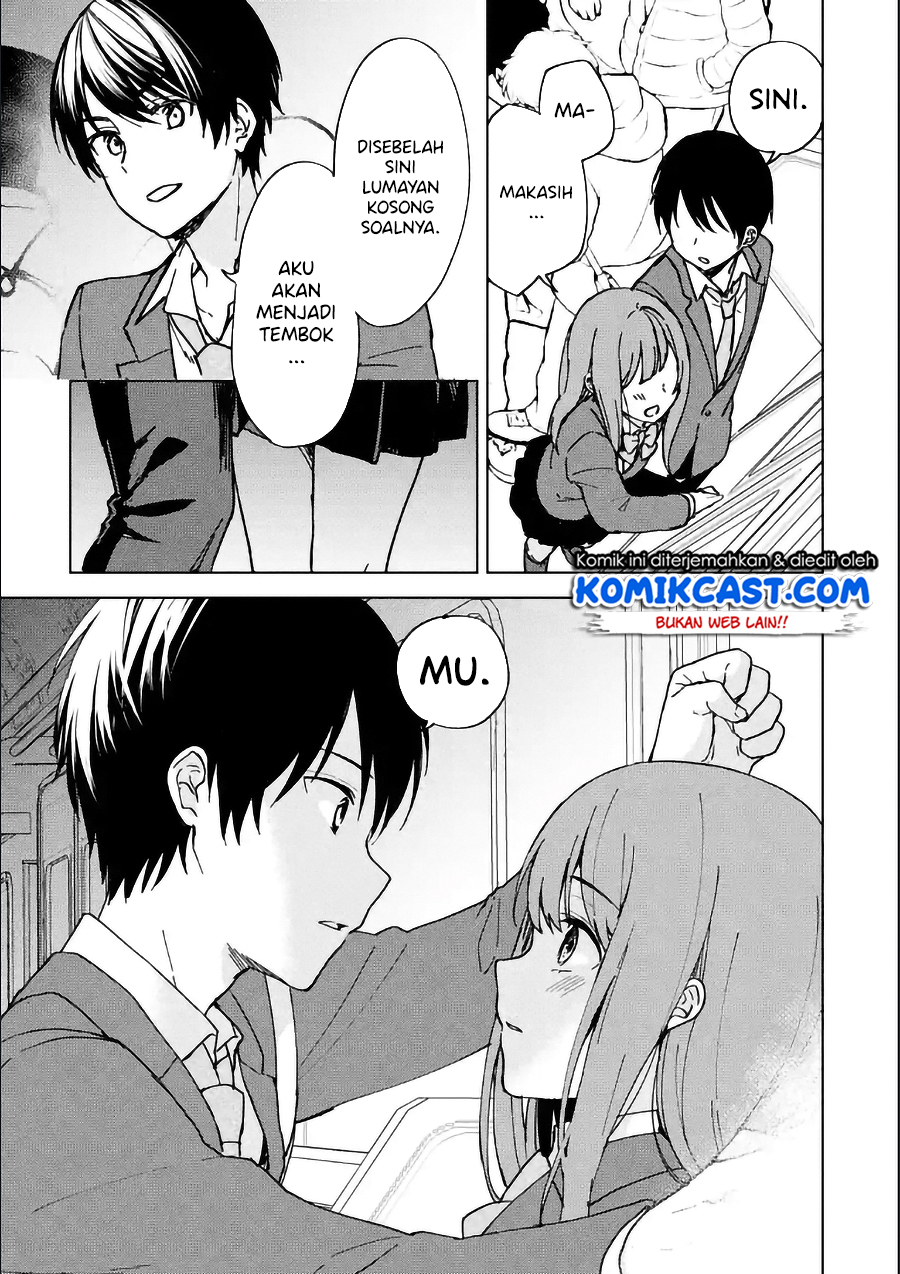 SINI.
MA-
MAKASIH
...
DISEBELAH
SINI
LUMAYAN
KOSONG
SOALNYA.
AKU
AKAN
MENJADI
TEMBOK
...
Komik ini diterjemahkan & diedit oleh
KOMIKCAST.COM
BUKAN WEB LAIN!!
MU.